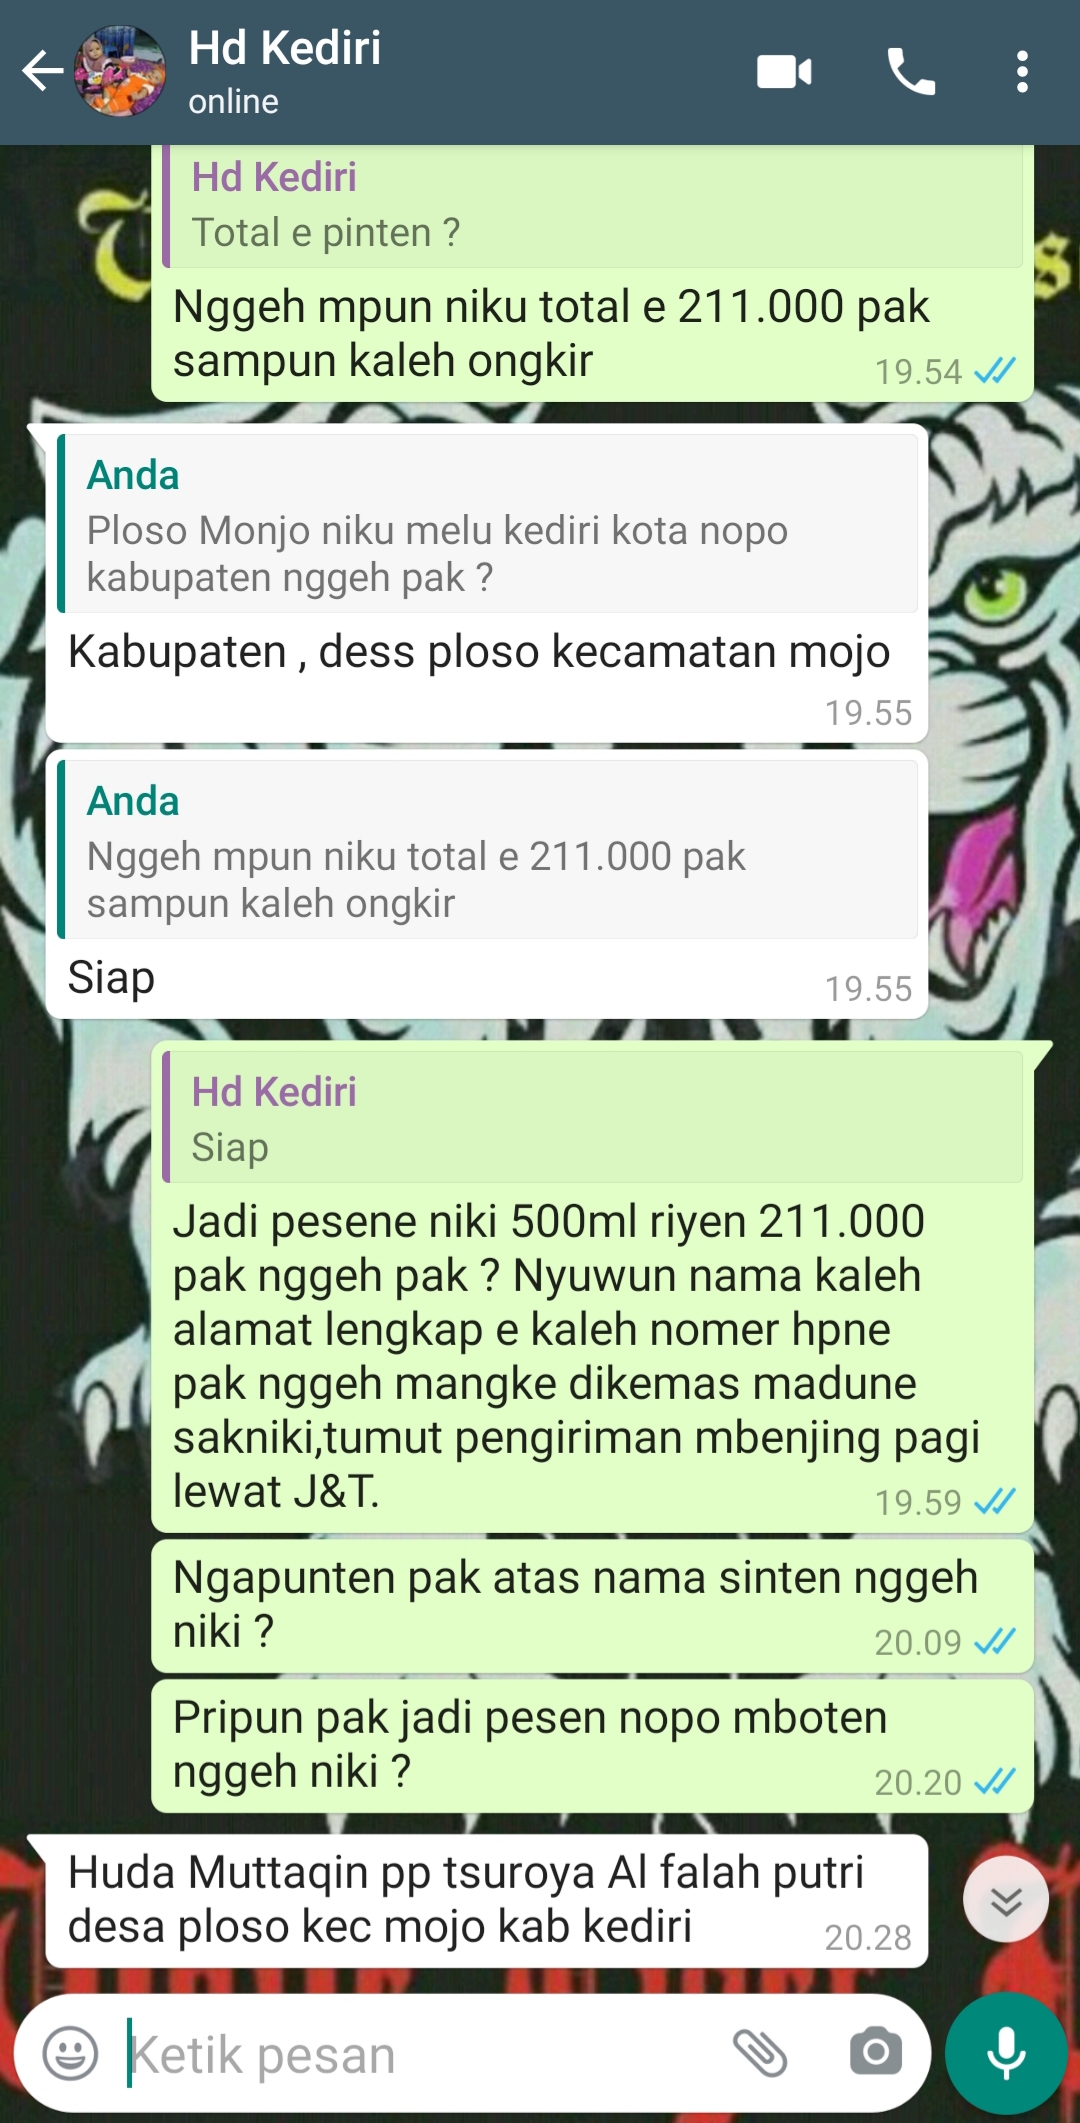 Hd Kediri
online
Hd Kediri
Total e pinten ?
Nggeh mpun niku total e 211.000 pak
sampun kaleh ongkir
19.54
Anda
Ploso Monjo niku melu kediri kota nopo
kabupaten nggeh pak ?
Kabupaten , dess ploso kecamatan mojo
19.55
Anda
Nggeh mpun niku total e 211.000 pak
sampun kaleh ongkir
Siap
19.55
Hd Kediri
Siap
Jadi pesene niki 500ml riyen 211.000
pak nggeh pak ? Nyuwun nama kaleh
alamat lengkap e kaleh nomer hpne
pak nggeh mangke dikemas madune
sakniki,tumut pengiriman mbenjing pagi
lewat J&T.
19.59
Ngapunten pak atas nama sinten nggeh
niki ?
20.09
Pripun pak jadi pesen nopo mboten
nggeh niki ?
20.20
Huda Muttaqin pp tsuroya Al falah putri
desa ploso kec mojo kab kediri
20.28
Ketik pesan